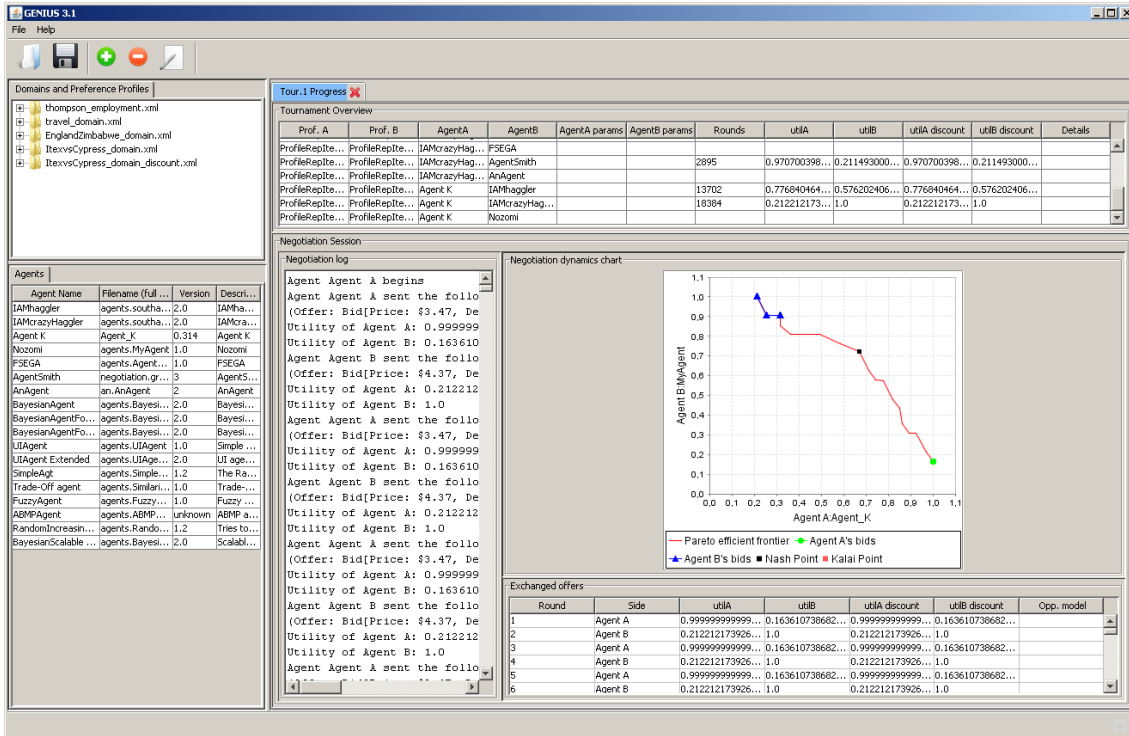 GENIUS 3.1
File Help
Domains and Preference Profiles
thompson_employment.xml
travel_domain.xml
EnglandZimbabwe_domain.xml
ItexvsCypress_domain.xml
ItexvsCypress_domain_discount.xml
Agents
Agent Name Filename (full ... Version Descri...
IAMhaggler agents.southa... 2.0 IAMha...
IAMcrazyHaggler agents.southa... 2.0 IAMcra...
Agent K Agent_K 0.314 Agent K
Nozomi agents.MyAgent 1.0 Nozomi
FSEGA agents.Agent... 1.0 FSEGA
AgentSmith negotiation.gr... 3 AgentS...
AnAgent an.AnAgent 2 AnAgent
BayesianAgent agents.Bayesi... 2.0 Bayesi...
BayesianAgentFo... agents.Bayesi... 2.0 Bayesi...
BayesianAgentFo... agents.Bayesi... 2.0 Bayesi...
UIAgent agents.UIAgent 1.0 Simple ...
UIAgent Extended agents.UIAge... 2.0 UI age...
SimpleAgt agents.Simple... 1.2 The Ra...
Trade-Off agent agents.Similari... 1.0 Trade-...
FuzzyAgent agents.Fuzzy... 1.0 Fuzzy ...
ABMPAgent agents.ABMP... unknown ABMP a...
RandomIncreasin... agents.Rando... 1.2 Tries to...
BayesianScalable ... agents.Bayesi... 2.0 Scalabl...
Tour.1 Progress
Tournament Overview
Prof. A Prof. B AgentA AgentB AgentA params AgentB params Rounds utilA utilB utilA discount utilB discount Details
ProfileRepIte... ProfileRepIte... IAMcrazyHag... FSEGA
ProfileRepIte... ProfileRepIte... IAMcrazyHag... AgentSmith 2895 0.970700398... 0.211493000... 0.970700398... 0.211493000...
ProfileRepIte... ProfileRepIte... IAMcrazyHag... AnAgent
ProfileRepIte... ProfileRepIte... Agent K IAMhaggler 13702 0.776840464... 0.576202406... 0.776840464... 0.576202406...
ProfileRepIte... ProfileRepIte... Agent K IAMcrazyHag... 18384 0.212212173... 1.0 0.212212173... 1.0
ProfileRepIte... ProfileRepIte... Agent K Nozomi
Negotiation Session
Negotiation log
Agent Agent A begins
Agent Agent A sent the follo
(Offer: Bid[Price: $3.47, De
Utility of Agent A: 0.999999
Utility of Agent B: 0.163610
Agent Agent B sent the follo
(Offer: Bid[Price: $4.37, De
Utility of Agent A: 0.212212
Utility of Agent B: 1.0
Agent Agent A sent the follo
(Offer: Bid[Price: $3.47, De
Utility of Agent A: 0.999999
Utility of Agent B: 0.163610
Agent Agent B sent the follo
(Offer: Bid[Price: $4.37, De
Utility of Agent A: 0.212212
Utility of Agent B: 1.0
Agent Agent A sent the follo
(Offer: Bid[Price: $3.47, De
Utility of Agent A: 0.999999
Utility of Agent B: 0.163610
Agent Agent B sent the follo
(Offer: Bid[Price: $4.37, De
Utility of Agent A: 0.212212
Utility of Agent B: 1.0
Agent Agent A sent the follo
Negotiation dynamics chart
1,1
1,0
0,9
0,8
0,7
0,6
0,5
0,4
0,3
0,2
0,1
0,0
Agent B:MyAgent
0,0 0,1 0,2 0,3 0,4 0,5 0,6 0,7 0,8 0,9 1,0 1,1
Agent A:Agent_K
Pareto efficient frontier Agent A's bids
Agent B's bids Nash Point Kalai Point
Exchanged offers
Round Side utilA utilB utilA discount utilB discount Opp. model
1 Agent A 0.999999999999... 0.163610738682... 0.999999999999... 0.163610738682...
2 Agent B 0.212212173926... 1.0 0.212212173926... 1.0
3 Agent A 0.999999999999... 0.163610738682... 0.999999999999... 0.163610738682...
4 Agent B 0.212212173926... 1.0 0.212212173926... 1.0
5 Agent A 0.999999999999... 0.163610738682... 0.999999999999... 0.163610738682...
6 Agent B 0.212212173926... 1.0 0.212212173926... 1.0